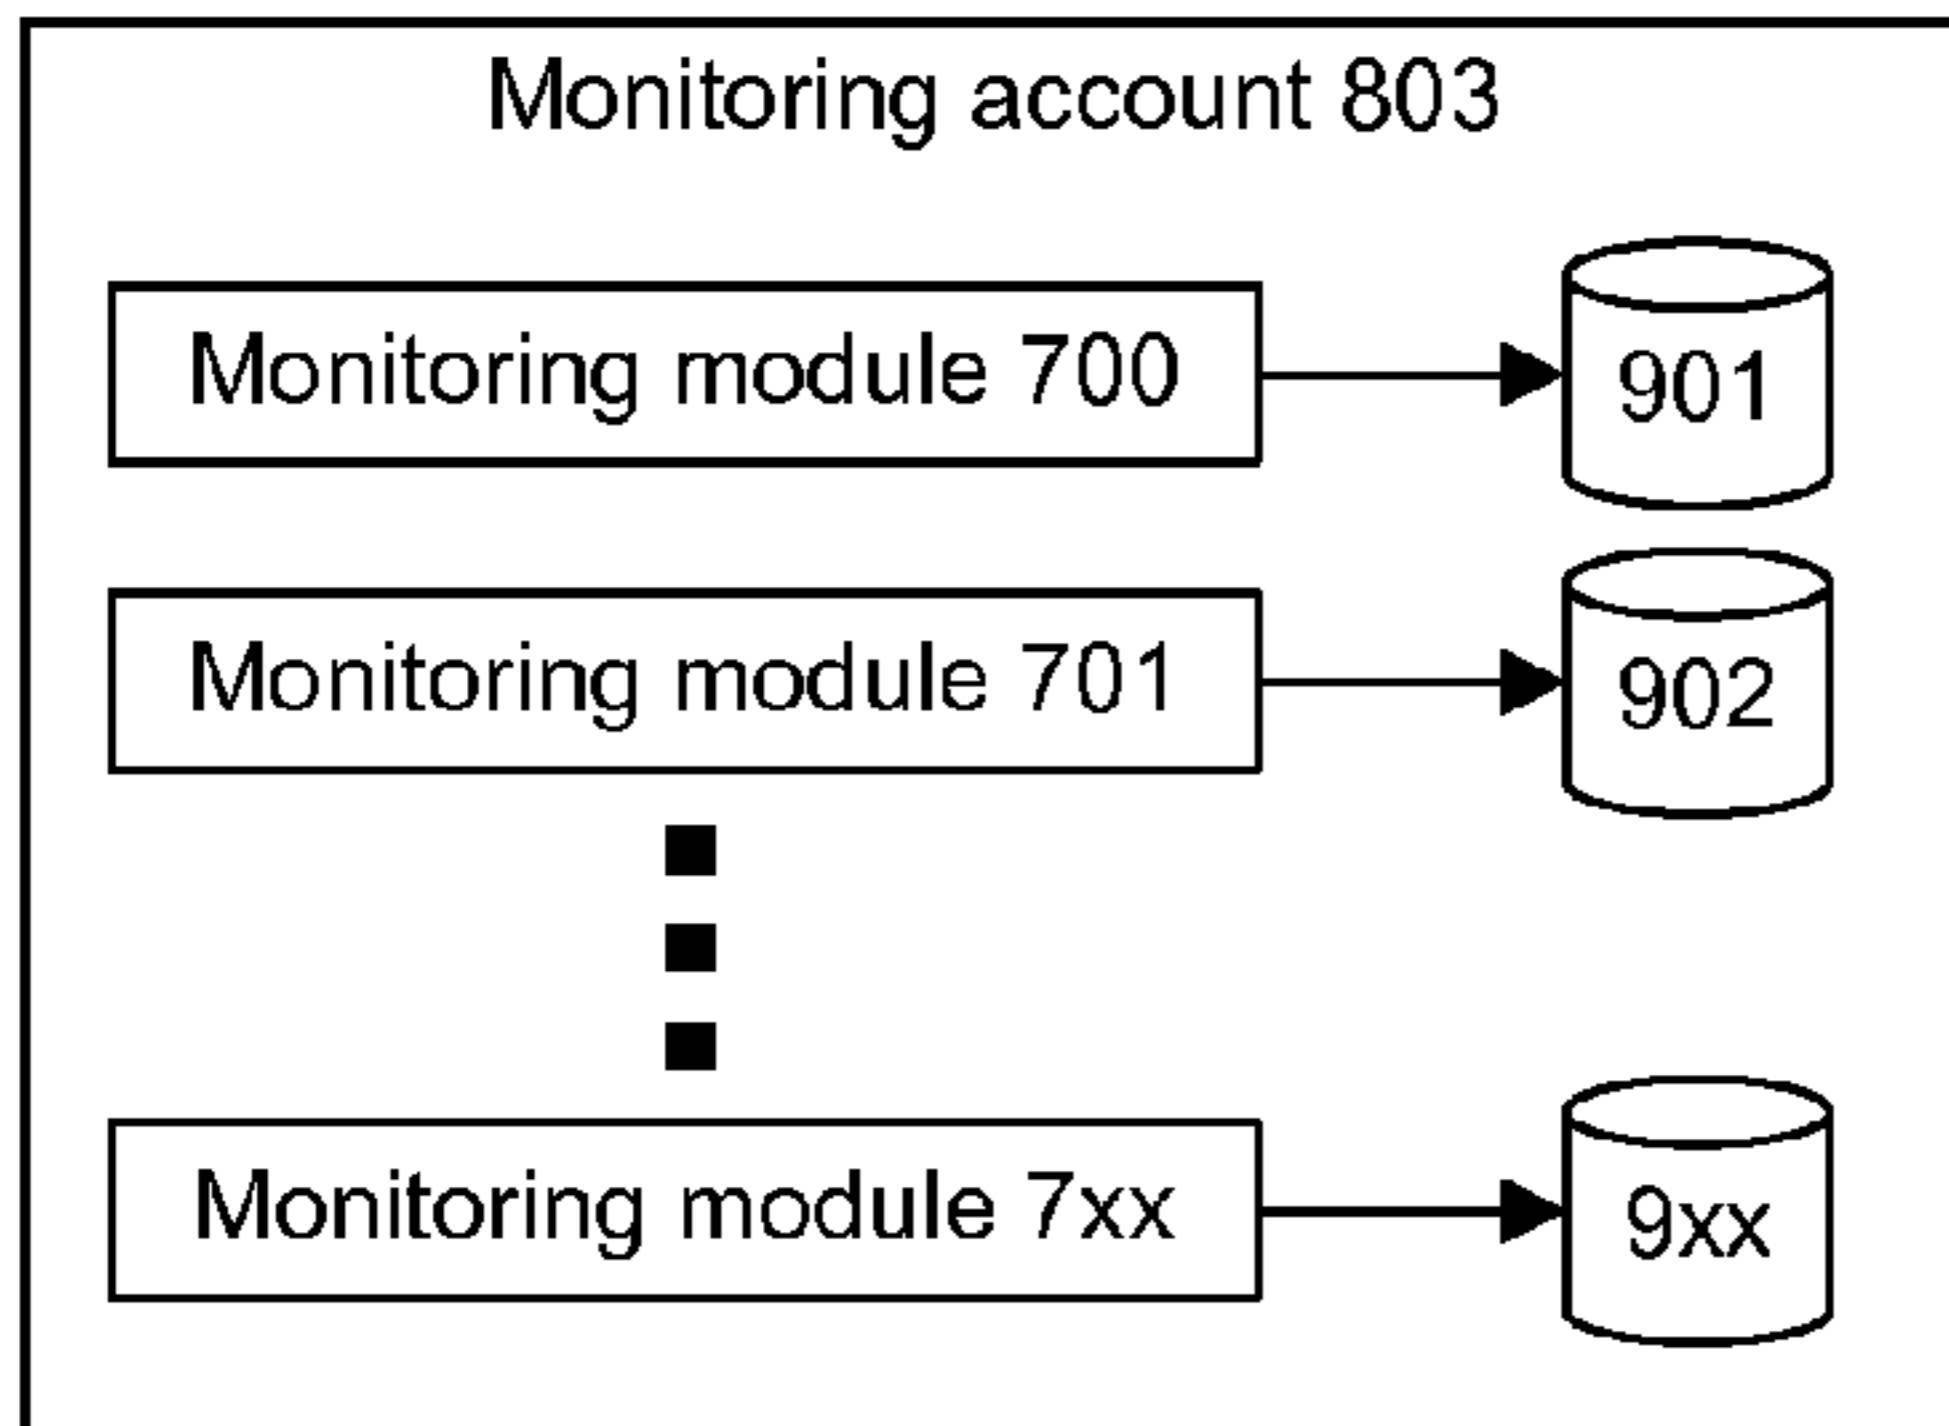 Monitoring account 803
Monitoring module 700
901
Monitoring module 701
902
Monitoring module 7xx
9xx